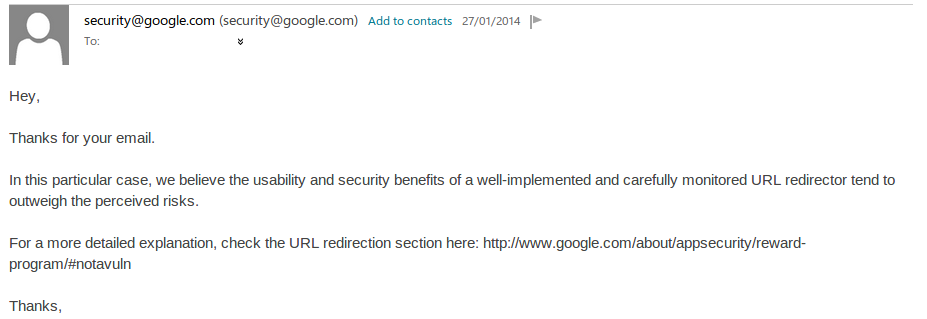 security@google.com (security@google.com) Add to contacts 27/01/2014
To:
Hey,
Thanks for your email.
In this particular case, we believe the usability and security benefits of a well-implemented and carefully monitored URL redirector tend to
outweigh the perceived risks.
For a more detailed explanation, check the URL redirection section here: http://www.google.com/about/appsecurity/reward-
program/#notavuln
Thanks,